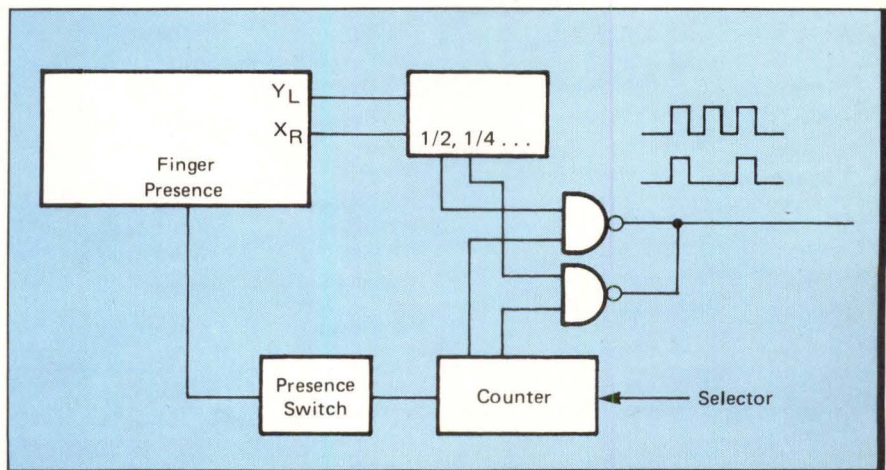 YL
XR
1/2, 1/4 . . .
Finger
Presence
Presence
Switch
Counter
Selector